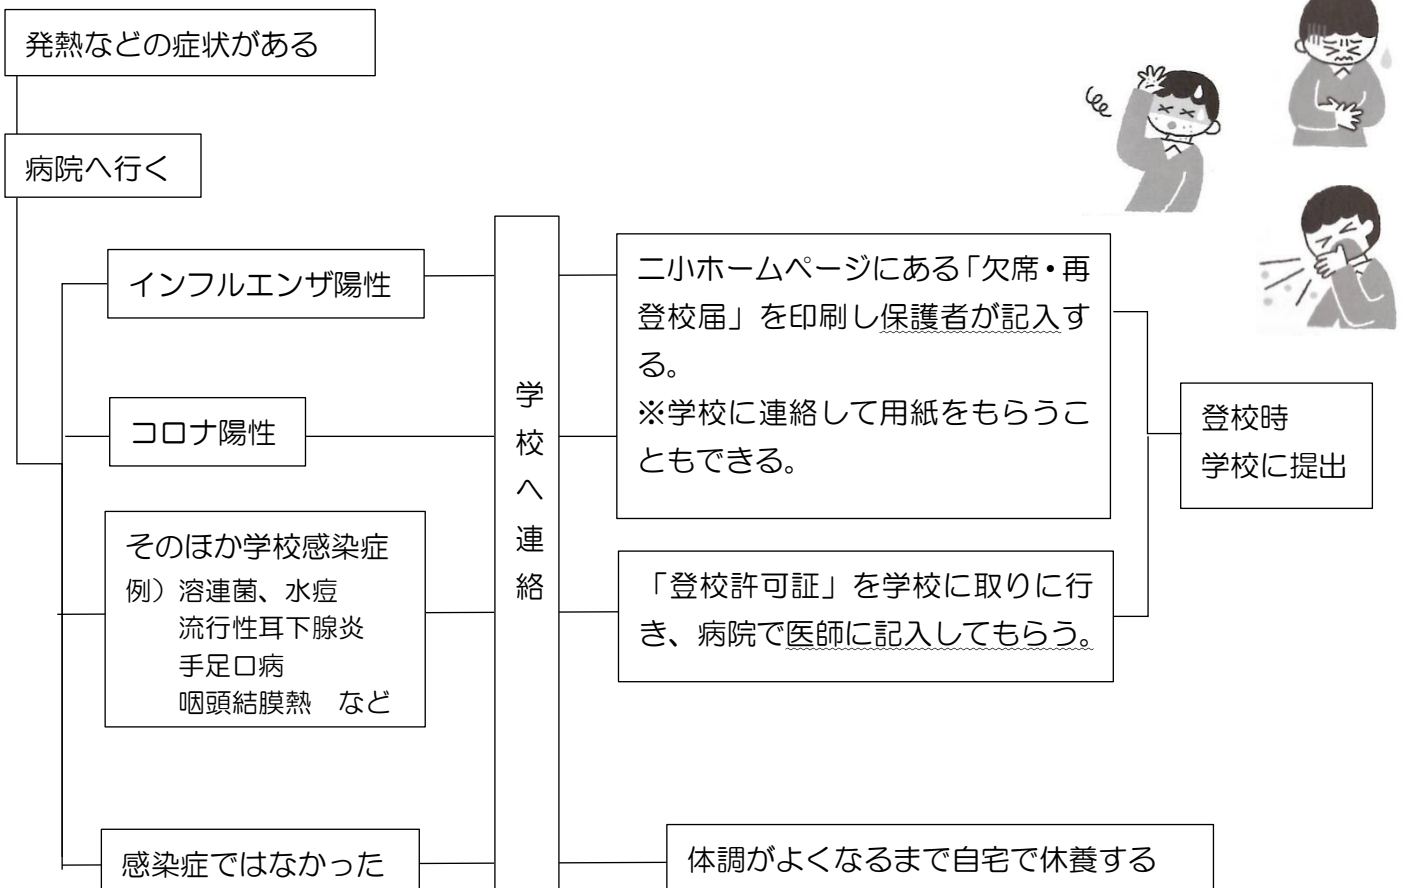 発熱などの症状がある
病院へ行く
インフルエンザ陽性
コロナ陽性
そのほか学校感染症
例）溶連菌、水痘
流行性耳下腺炎
手足口病
咽頭結膜熱　など
感染症ではなかった
学校へ連絡
二小ホームページにある「欠席・再
登校届」を印刷し保護者が記入す
る。
※学校に連絡して用紙をもらうこ
ともできる。
「登校許可証」を学校に取りに行
き、病院で医師に記入してもらう。
体調がよくなるまで自宅で休養する
登校時
学校に提出